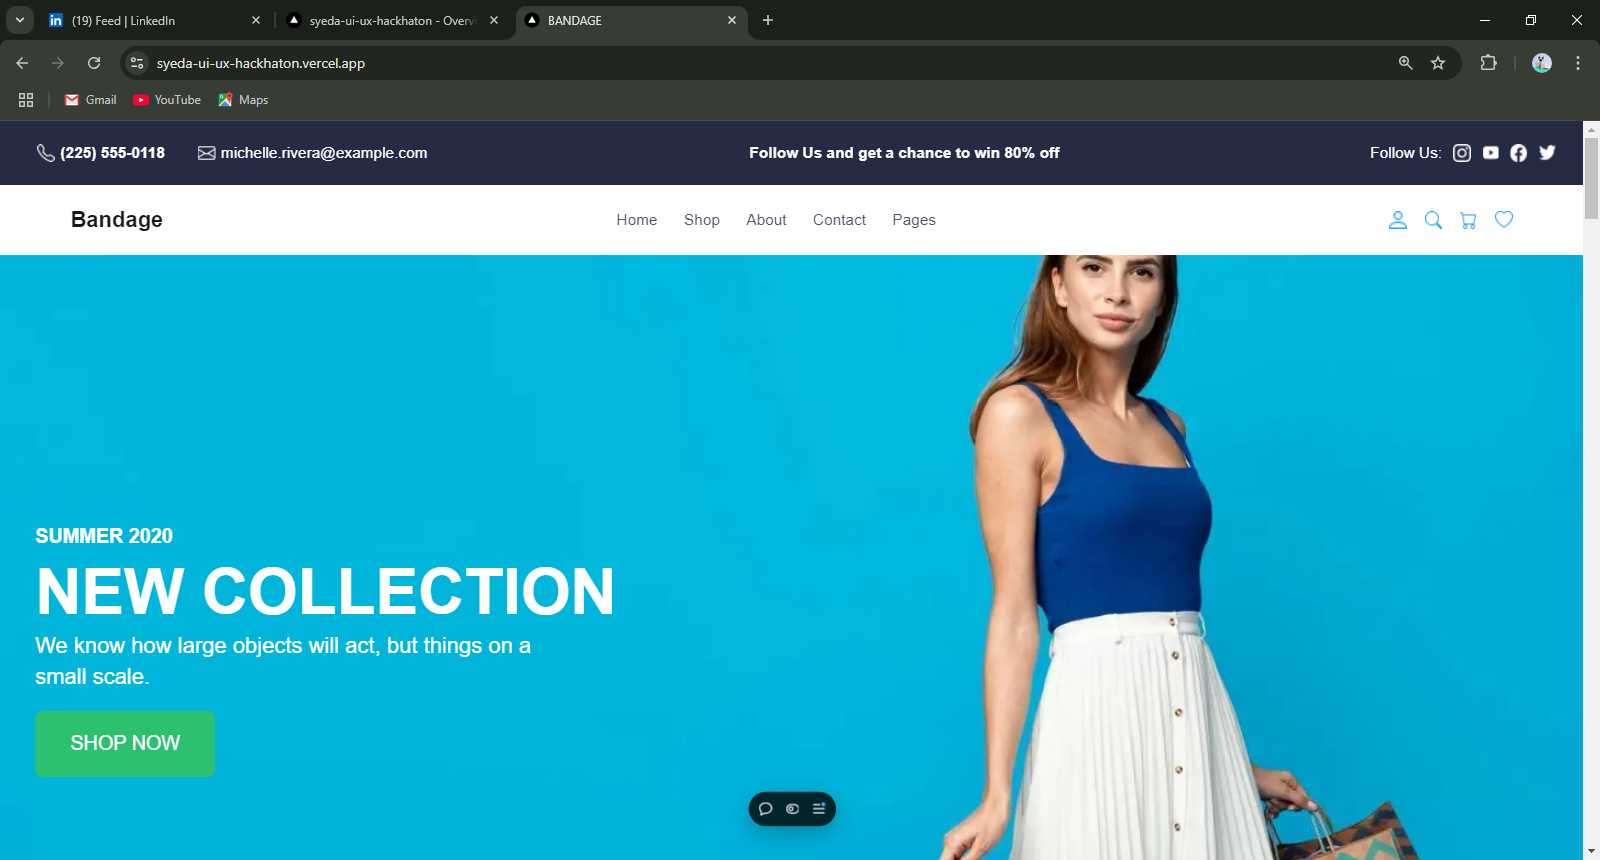 (19) Feed | LinkedIn
syeda-ui-ux-hackhaton - Overvi
BANDAGE
syeda-ui-ux-hackhaton.vercel.app
Gmail
YouTube
Maps
(225) 555-0118
michelle.rivera@example.com
Follow Us and get a chance to win 80% off
Follow Us:
Bandage
Home
Shop
About
Contact
Pages
SUMMER 2020
NEW COLLECTION
We know how large objects will act, but things on a
small scale.
SHOP NOW